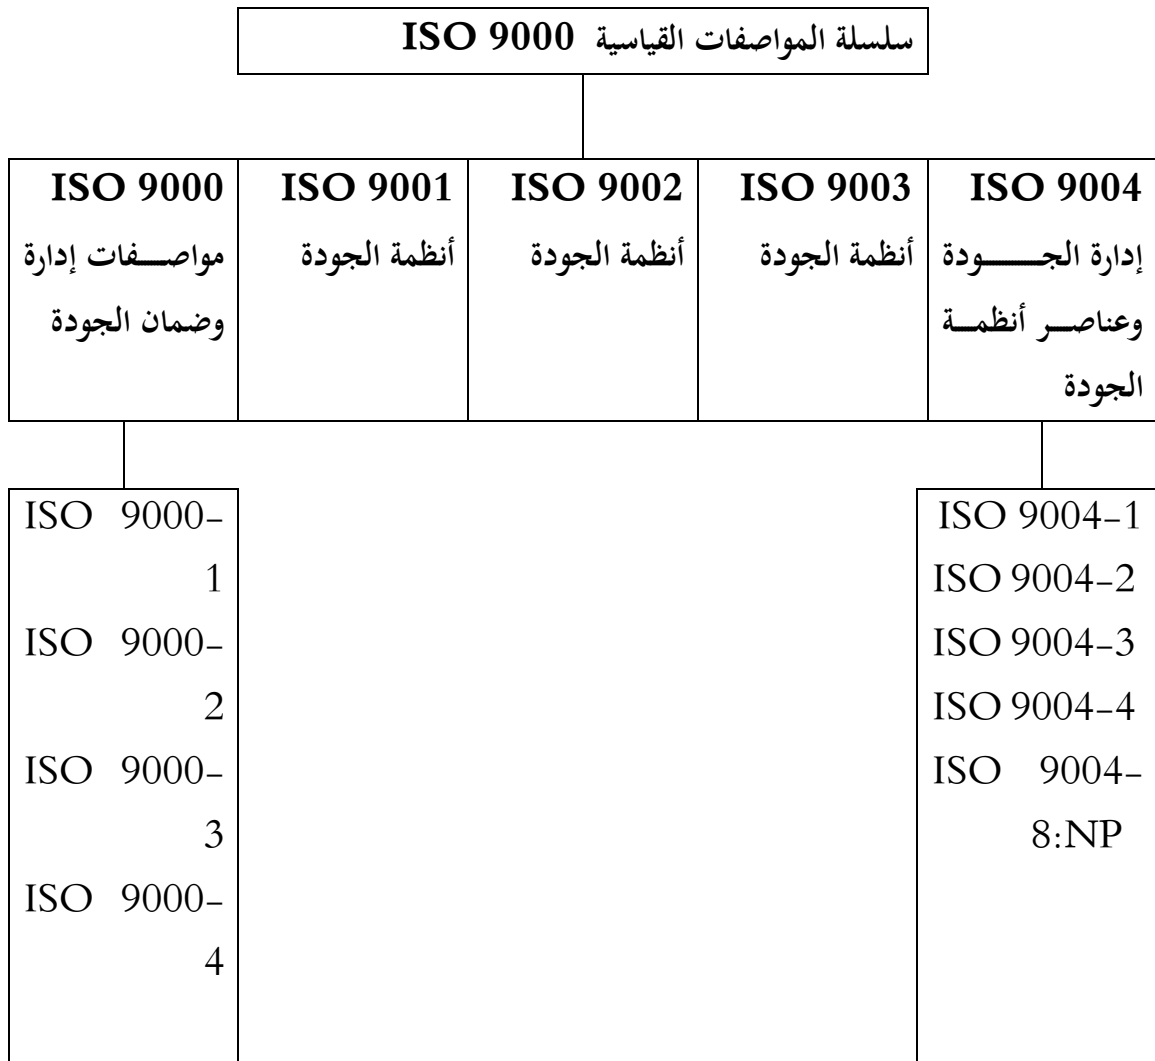 سلسلة المواصفات القياسية ISO 9000
ISO 9000
مواصفات إدارة
وضمان الجودة
ISO 9001
أنظمة الجودة
ISO 9002
أنظمة الجودة
ISO 9003
أنظمة الجودة
ISO 9004
إدارة الجودة
وعناصر أنظمة
الجودة
ISO 9000-
1
ISO 9000-
2
ISO 9000-
3
ISO 9000-
4
ISO 9004-1
ISO 9004-2
ISO 9004-3
ISO 9004-4
ISO 9004-
8:NP